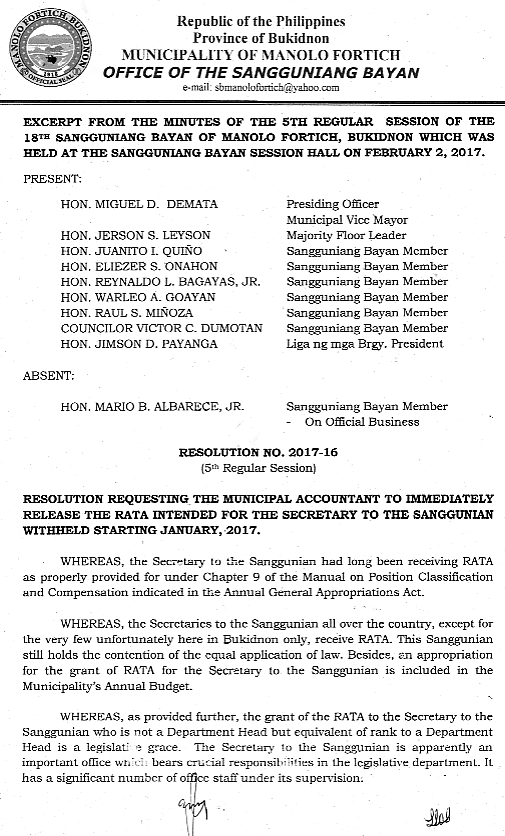 MANOLO FORTICH, BUKIDNON
1914
OFFICIAL SEAL
Republic of the Philippines
Province of Bukidnon
MUNICIPALITY OF MANOLO FORTICH
OFFICE OF THE SANGGUNIANG BAYAN
e-mail: sbmanolofortich@yahoo.com
EXCERPT FROM THE MINUTES OF THE 5TH REGULAR SESSION OF THE
18TH SANGGUNIANG BAYAN OF MANOLO FORTICH, BUKIDNON WHICH WAS
HELD AT THE SANGGUNIANG BAYAN SESSION HALL ON FEBRUARY 2, 2017.
PRESENT:
HON. MIGUEL D. DEMATA Presiding Officer
Municipal Vice Mayor
HON. JERSON S. LEYSON Majority Floor Leader
HON. JUANITO I. QUIÑO Sangguniang Bayan Member
HON. ELIEZER S. ONAHON Sangguniang Bayan Member
HON. REYNALDO L. BAGAYAS, JR. Sangguniang Bayan Member
HON. WARLEO A. GOAYAN Sangguniang Bayan Member
HON. RAUL S. MIÑOZA Sangguniang Bayan Member
COUNCILOR VICTOR C. DUMOTAN Sangguniang Bayan Member
HON. JIMSON D. PAYANGA Liga ng mga Brgy. President
ABSENT:
HON. MARIO B. ALBARECE, JR. Sangguniang Bayan Member
- On Official Business
RESOLUTION NO. 2017-16
(5th Regular Session)
RESOLUTION REQUESTING THE MUNICIPAL ACCOUNTANT TO IMMEDIATELY
RELEASE THE RATA INTENDED FOR THE SECRETARY TO THE SANGGUNIAN
WITHHELD STARTING JANUARY, 2017.
WHEREAS, the Secretary to the Sanggunian had long been receiving RATA
as properly provided for under Chapter 9 of the Manual on Position Classification
and Compensation indicated in the Annual General Appropriations Act.
WHEREAS, the Secretaries to the Sanggunian all over the country, except for
the very few unfortunately here in Bukidnon only, receive RATA. This Sanggunian
still holds the contention of the equal application of law. Besides, an appropriation
for the grant of RATA for the Secretary to the Sanggunian is included in the
Municipality's Annual Budget.
WHEREAS, as provided further, the grant of the RATA to the Secretary to the
Sanggunian who is not a Department Head but equivalent of rank to a Department
Head is a legislative grace. The Secretary to the Sanggunian is apparently an
important office which bears crucial responsibilities in the legislative department. It
has a significant number of office staff under its supervision.